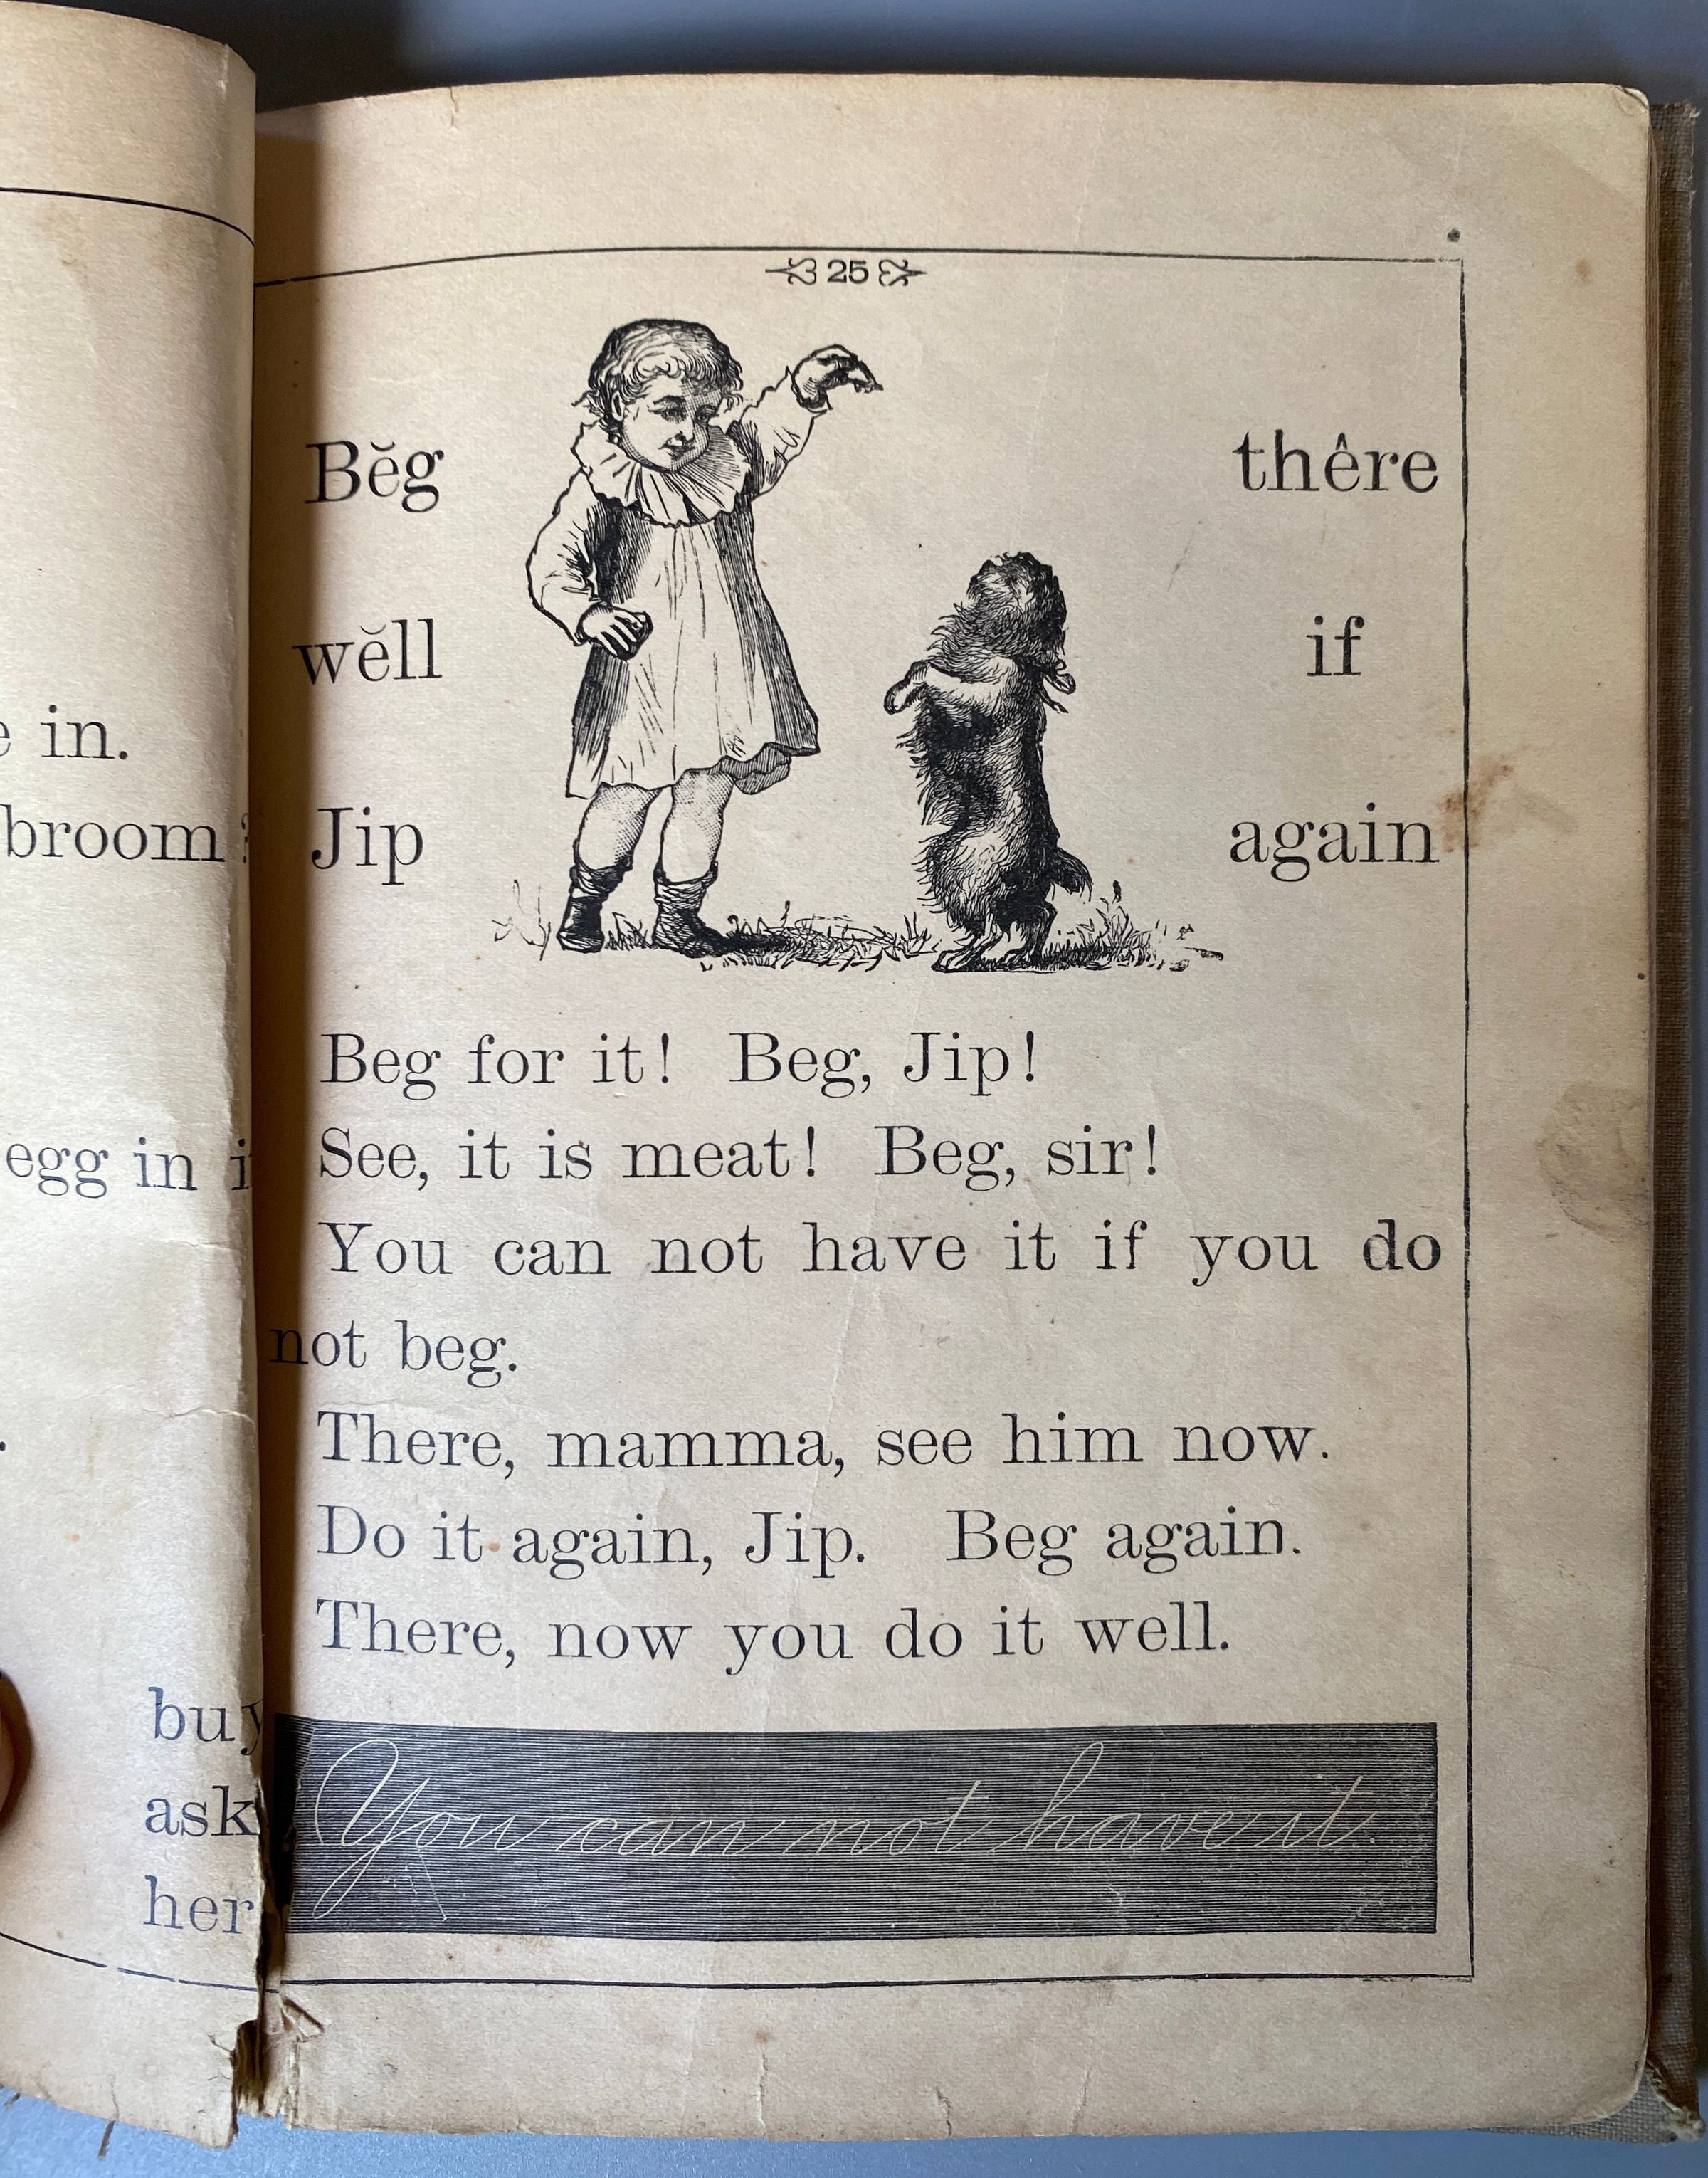 e in.
broom
egg in
buy
ask
her
25
Bĕg
thêre
wĕll
if
Jip
again
Beg for it! Beg, Jip!
See, it is meat! Beg, sir!
You can not have it if you do
not beg.
There, mamma, see him now.
Do it again, Jip. Beg again.
There, now you do it well.
You can not have it.